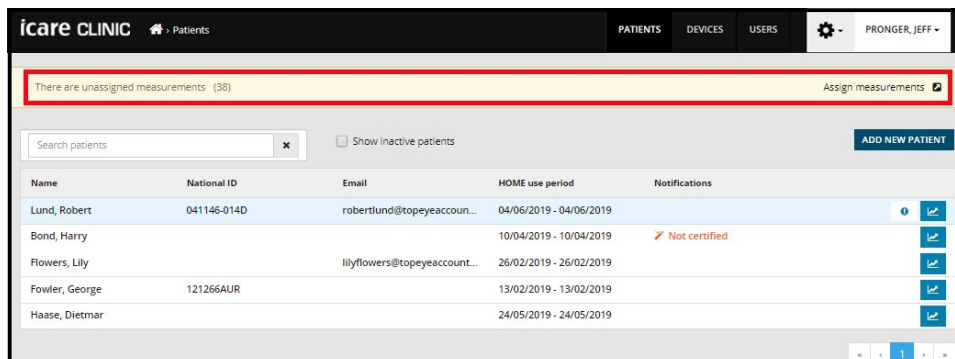 icare CLINIC > Patients PATIENTS DEVICES USERS PRONGER, JEFF
There are unassigned measurements (38) Assign measurements
Search patients Show inactive patients ADD NEW PATIENT
Name National ID Email HOME use period Notifications
Lund, Robert 041146-014D robertlund@topeyeaccoun... 04/06/2019 - 04/06/2019
Bond, Harry 10/04/2019 - 10/04/2019 Not certified
Flowers, Lily lilyflowers@topeyeaccount... 26/02/2019 - 26/02/2019
Fowler, George 121266AUR 13/02/2019 - 13/02/2019
Haase, Dietmar 24/05/2019 - 24/05/2019
« ‹ 1 › »